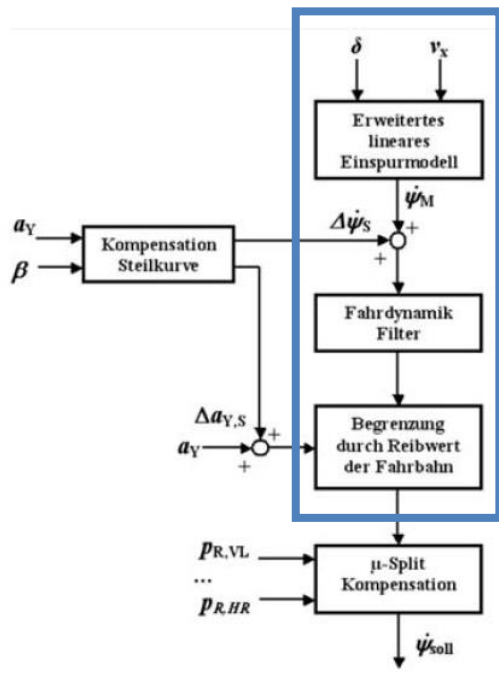 δ
vₓ
Erweitertes
lineares
Einspurmodell
ψ̇M
aY
β
Kompensation
Steilkurve
Δψ̇S
+
+
Fahrdynamik
Filter
ΔaY,S
+
aY
+
Begrenzung
durch Reibwert
der Fahrbahn
pR,VL
...
pR,HR
μ-Split
Kompensation
ψ̇soll